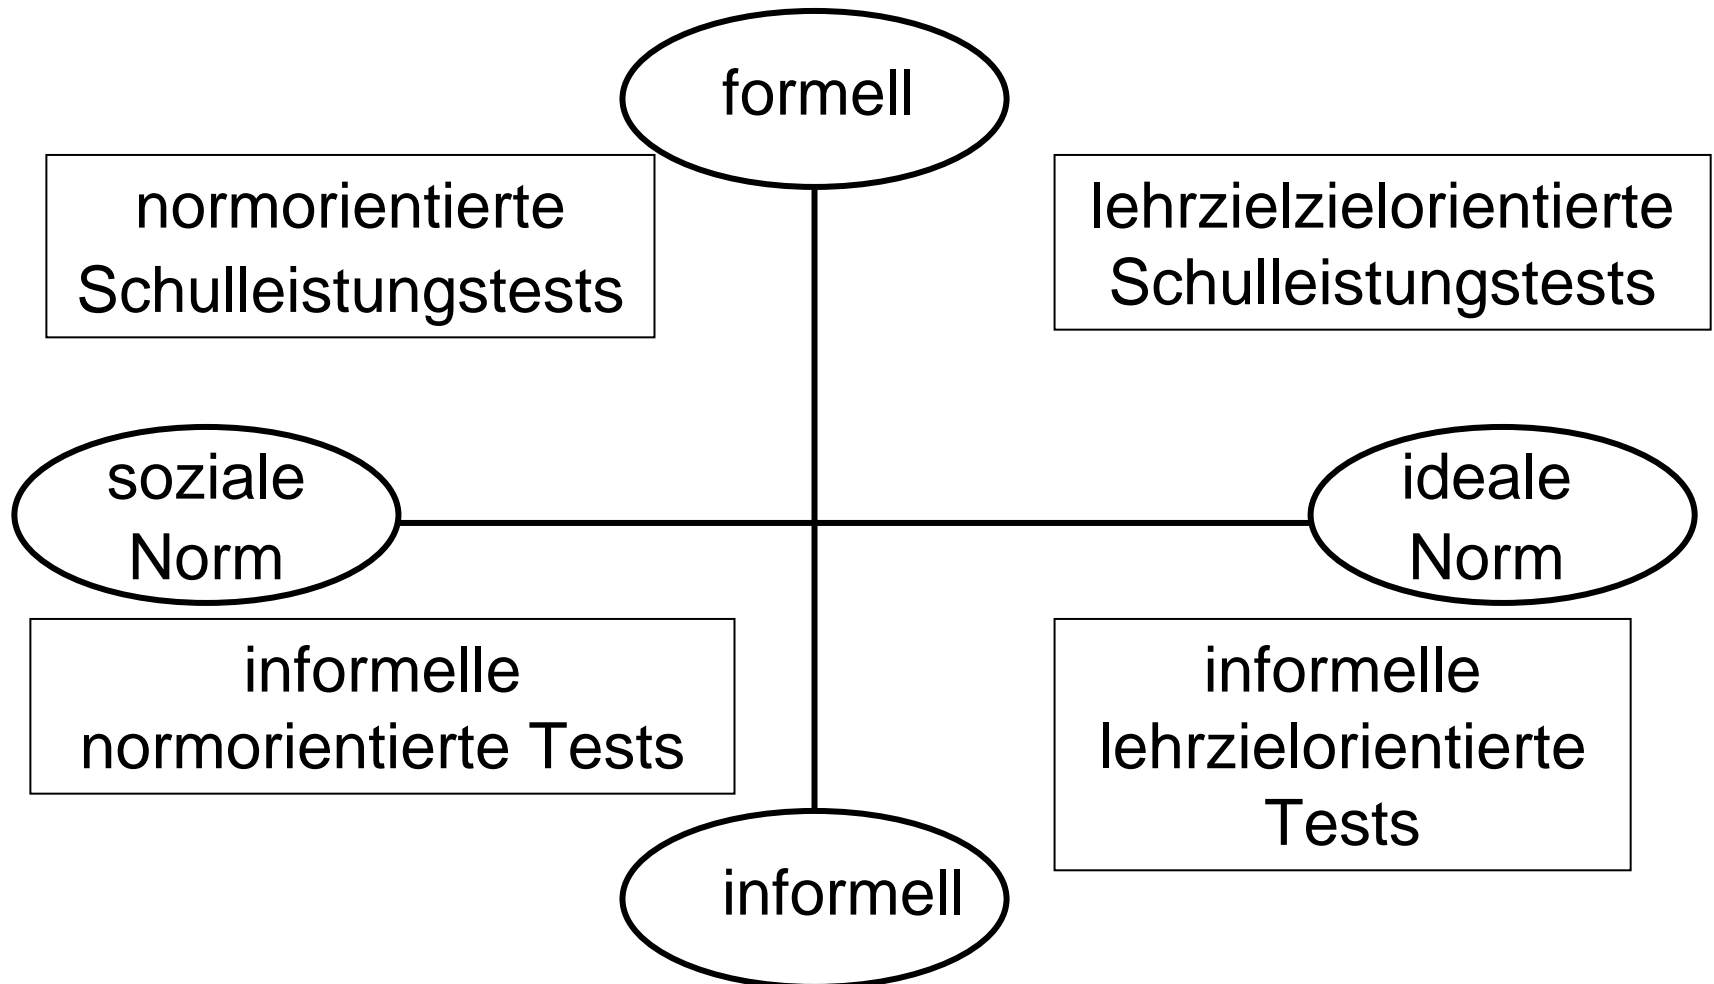 formell
normorientierte
Schulleistungstests
lehrzielzielorientierte
Schulleistungstests
soziale
Norm
ideale
Norm
informelle
normorientierte Tests
informelle
lehrzielorientierte
Tests
informell